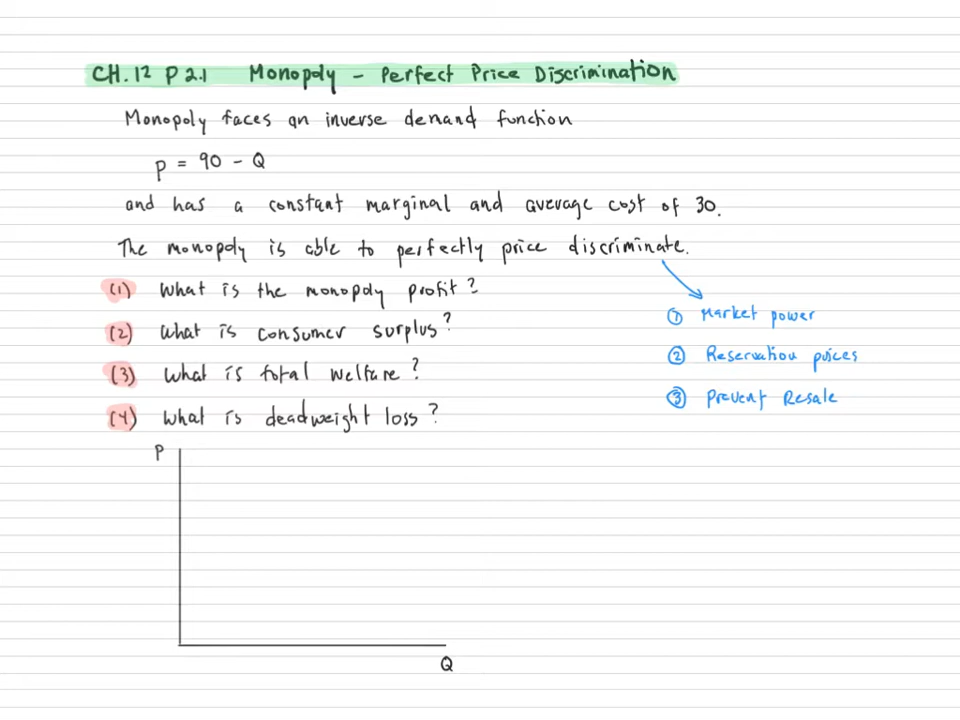 CH.12 P 2.1 Monopoly - Perfect Price Discrimination
Monopoly faces an inverse demand function
p = 90 - Q
and has a constant marginal and average cost of 30.
The monopoly is able to perfectly price discriminate.
(1) What is the monopoly profit?
(2) What is consumer surplus?
(3) What is total welfare?
(4) What is deadweight loss?
① Market power
② Reservation prices
③ Prevent Resale
P
Q